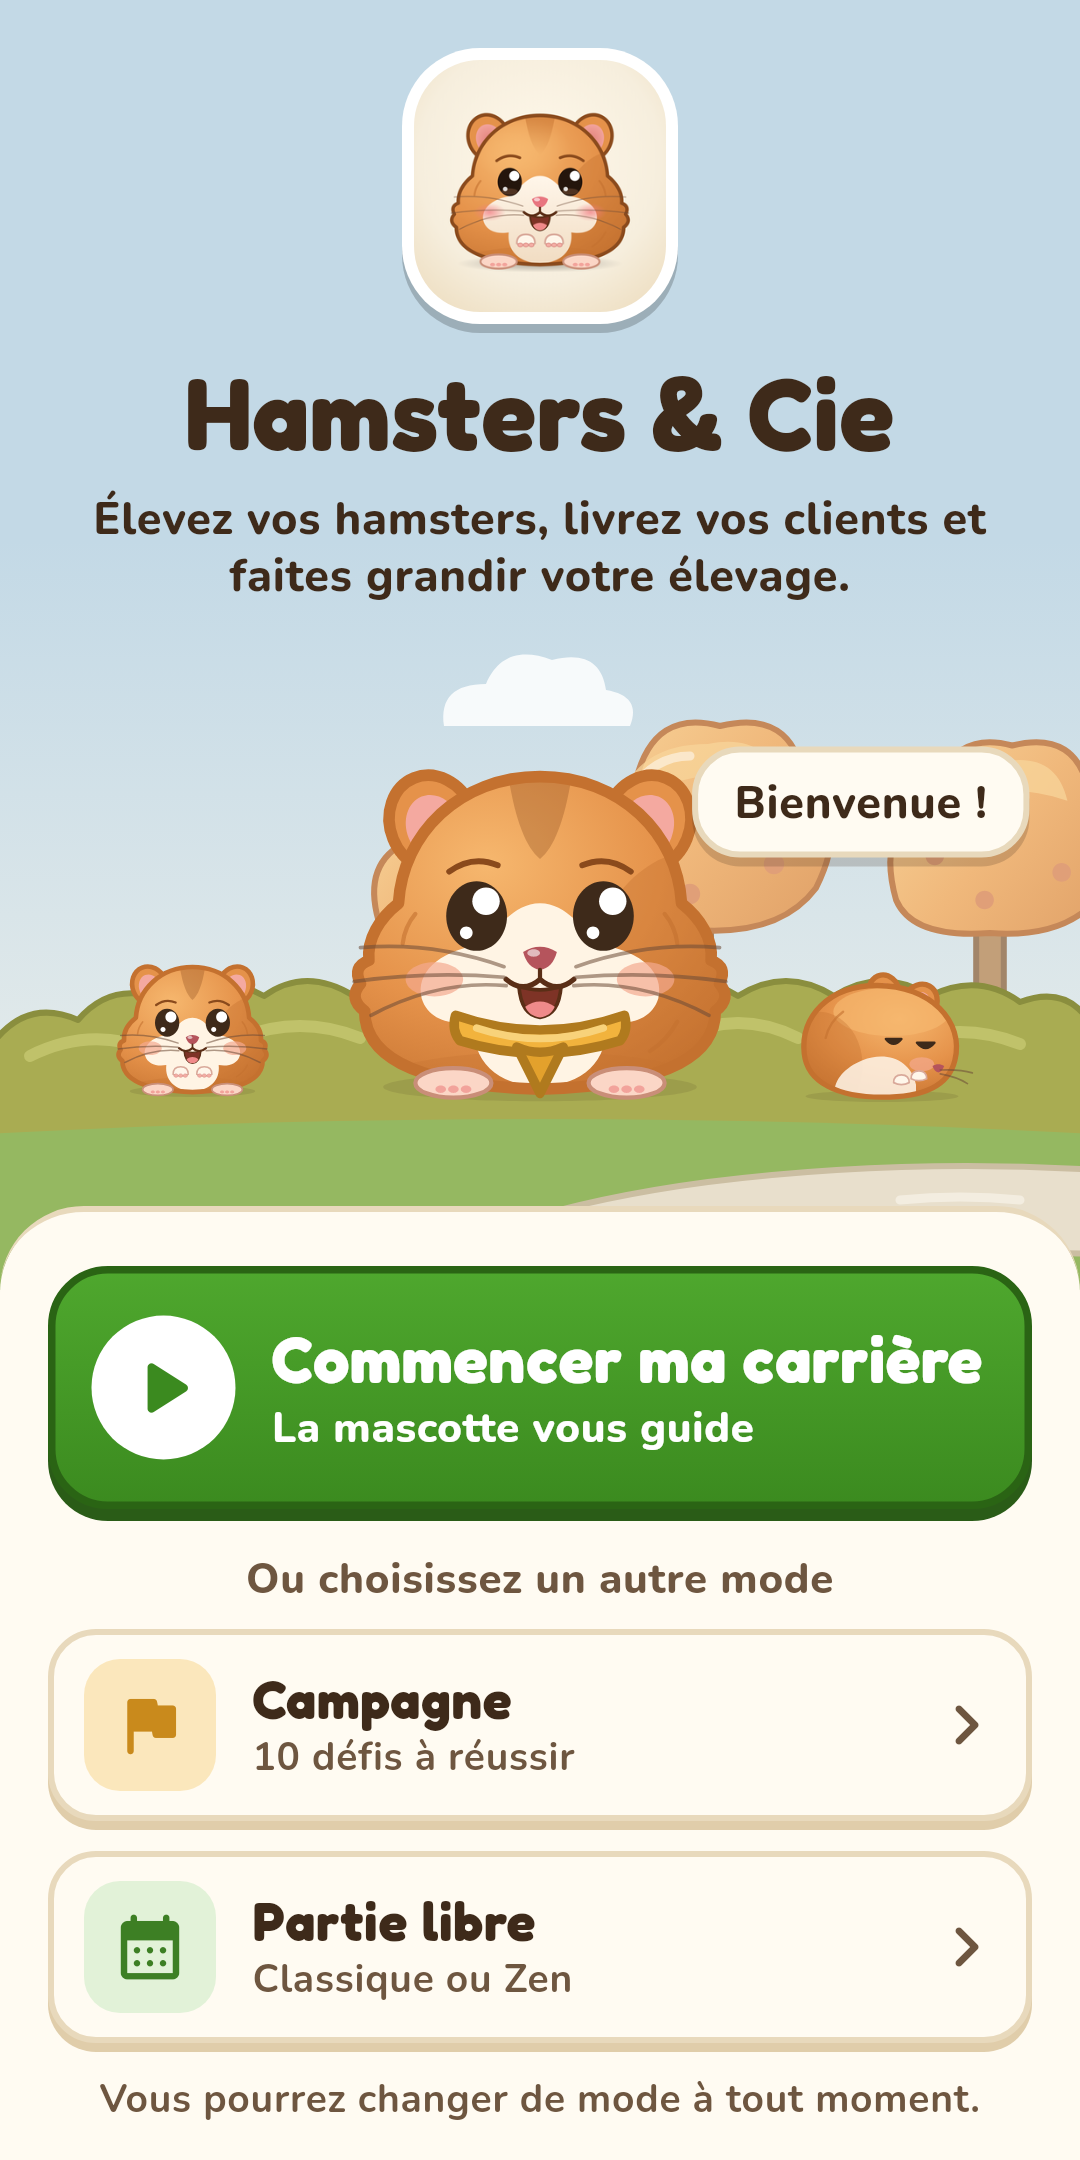 Hamsters & Cie
Élevez vos hamsters, livrez vos clients et
faites grandir votre élevage.
Bienvenue !
Commencer ma carrière
La mascotte vous guide
Ou choisissez un autre mode
Campagne
10 défis à réussir
Partie libre
Classique ou Zen
Vous pourrez changer de mode à tout moment.